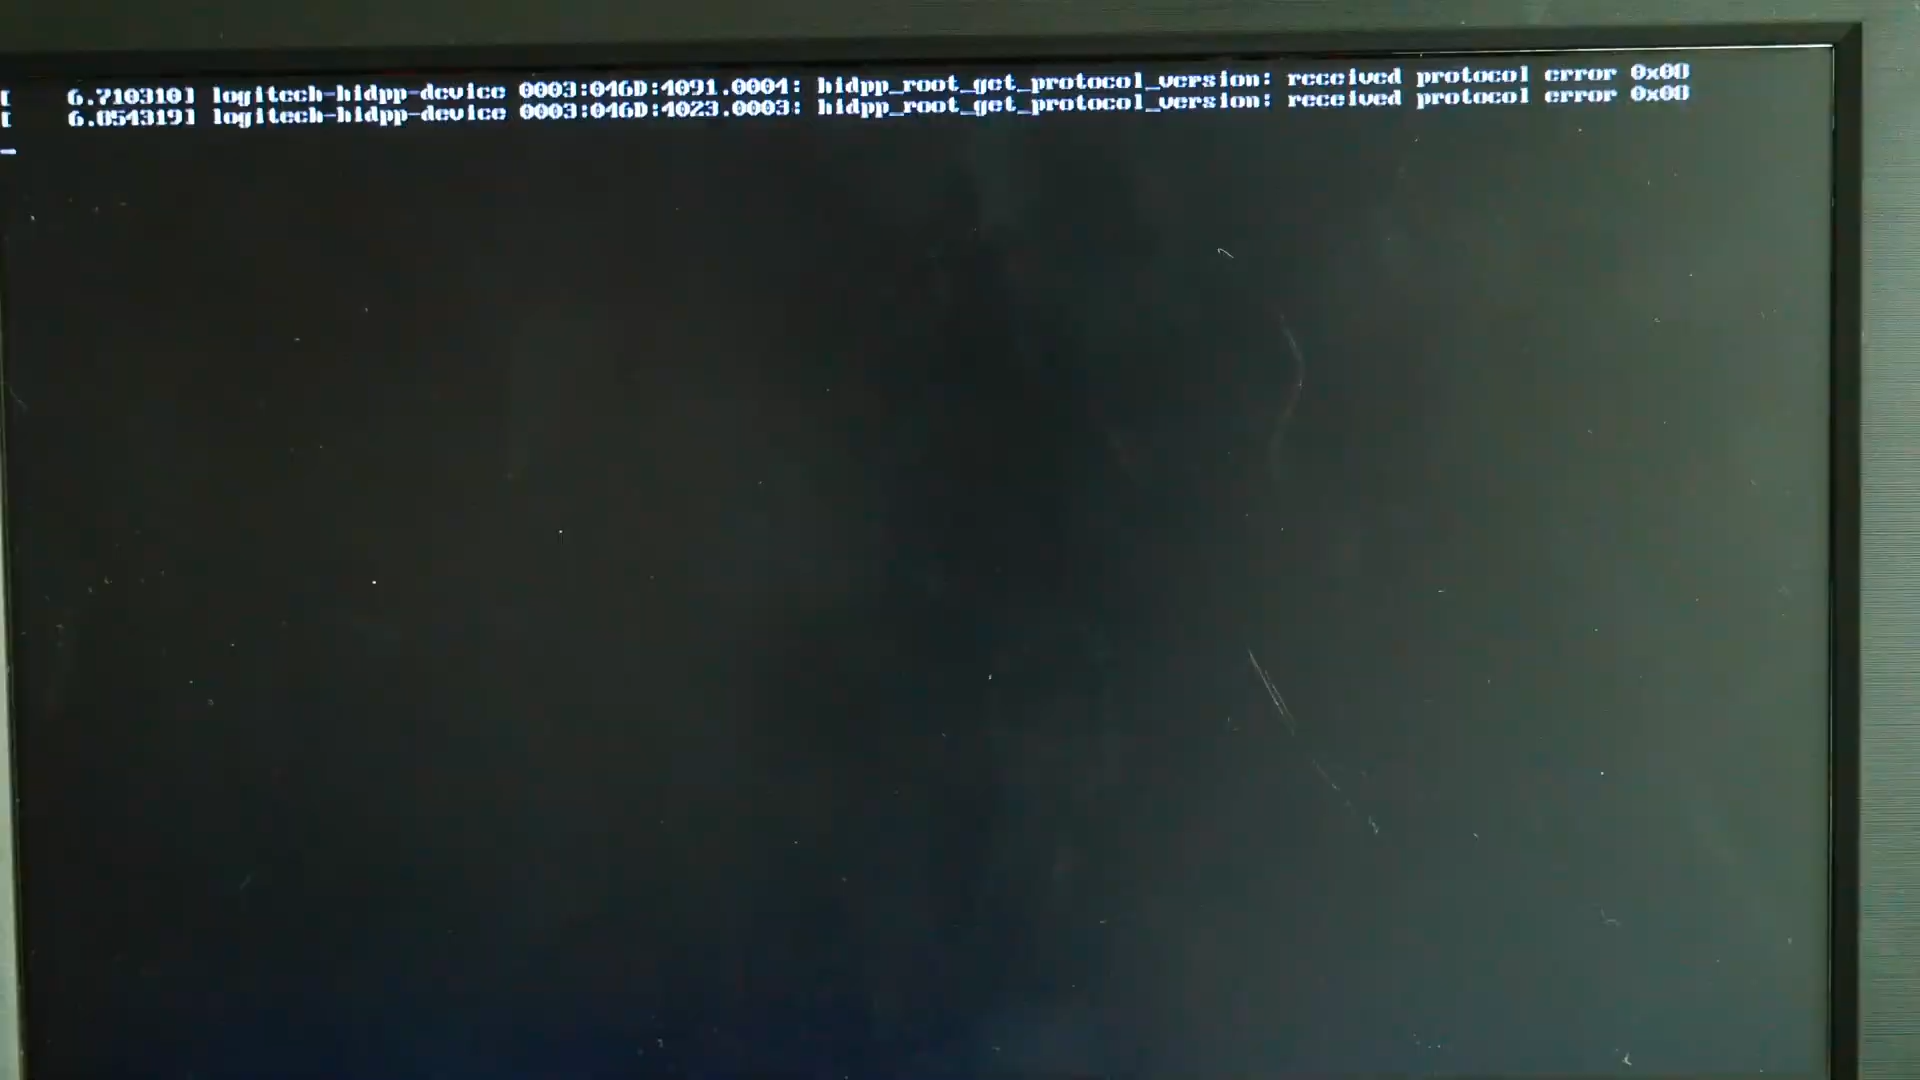 [    6.710310] logitech-hidpp-device 0003:046D:4091.0004: hidpp_root_get_protocol_version: received protocol error 0x08
[    6.854319] logitech-hidpp-device 0003:046D:4023.0003: hidpp_root_get_protocol_version: received protocol error 0x08
_